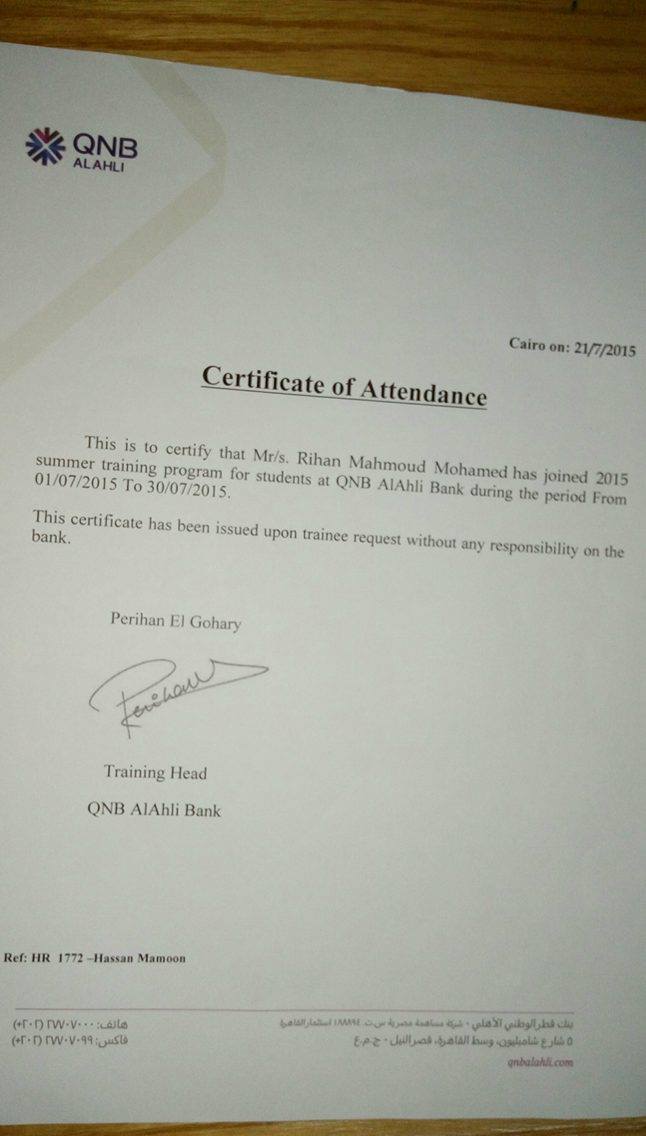 QNB
ALAHLI
Cairo on: 21/7/2015
Certificate of Attendance
This is to certify that Mr/s. Rihan Mahmoud Mohamed has joined 2015
summer training program for students at QNB AlAhli Bank during the period From
01/07/2015 To 30/07/2015.
This certificate has been issued upon trainee request without any responsibility on the
bank.
Perihan El Gohary
Perihan
Training Head
QNB AlAhli Bank
Ref: HR 1772 –Hassan Mamoon
بنك قطر الوطني الأهلي - شركة مساهمة مصرية س.ت. ١٨٨٨٩٤ استثمار القاهرة
٥ شارع شامبليون، وسط القاهرة، قصر النيل - ج.م.ع
qnbalahli.com
هاتف: ٢٧٧٠٧٠٠٠ (٢٠٢+)
فاكس: ٢٧٧٠٧٠٩٩ (٢٠٢+)